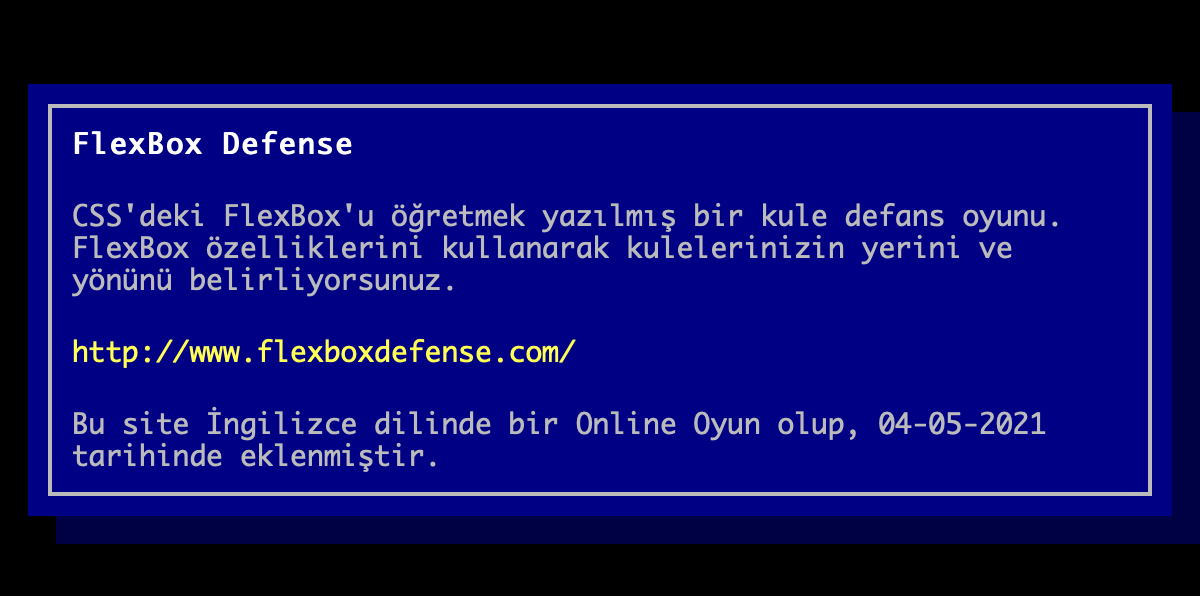 FlexBox Defense
CSS'deki FlexBox'u öğretmek yazılmış bir kule defans oyunu.
FlexBox özelliklerini kullanarak kulelerinizin yerini ve
yönünü belirliyorsunuz.
http://www.flexboxdefense.com/
Bu site İngilizce dilinde bir Online Oyun olup, 04-05-2021
tarihinde eklenmiştir.